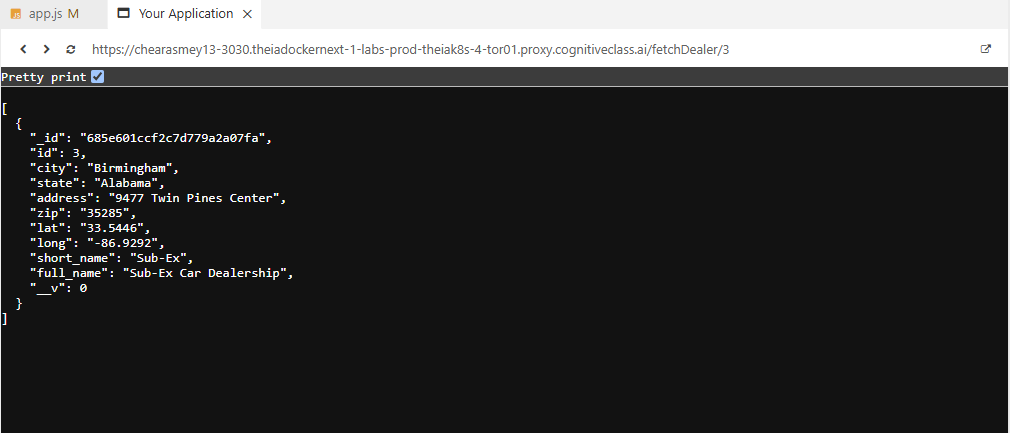 app.js M
Your Application
https://chearasmey13-3030.theiadockernext-1-labs-prod-theiak8s-4-tor01.proxy.cognitiveclass.ai/fetchDealer/3
Pretty print
[
  {
    "_id": "685e601ccf2c7d779a2a07fa",
    "id": 3,
    "city": "Birmingham",
    "state": "Alabama",
    "address": "9477 Twin Pines Center",
    "zip": "35285",
    "lat": "33.5446",
    "long": "-86.9292",
    "short_name": "Sub-Ex",
    "full_name": "Sub-Ex Car Dealership",
    "__v": 0
  }
]